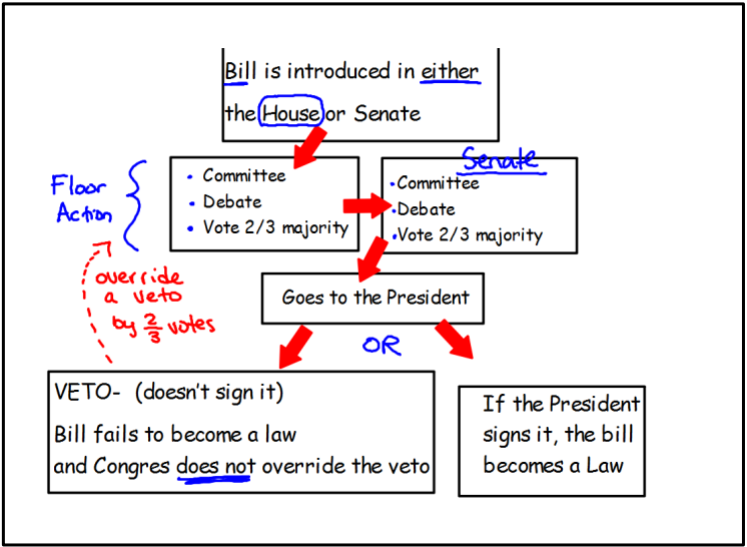 Bill is introduced in either
the House or Senate
Floor
Action
• Committee
• Debate
• Vote 2/3 majority
Senate
• Committee
• Debate
• Vote 2/3 majority
override
a veto
by 2/3 votes
Goes to the President
OR
VETO- (doesn't sign it)
Bill fails to become a law
and Congres does not override the veto
If the President
signs it, the bill
becomes a Law